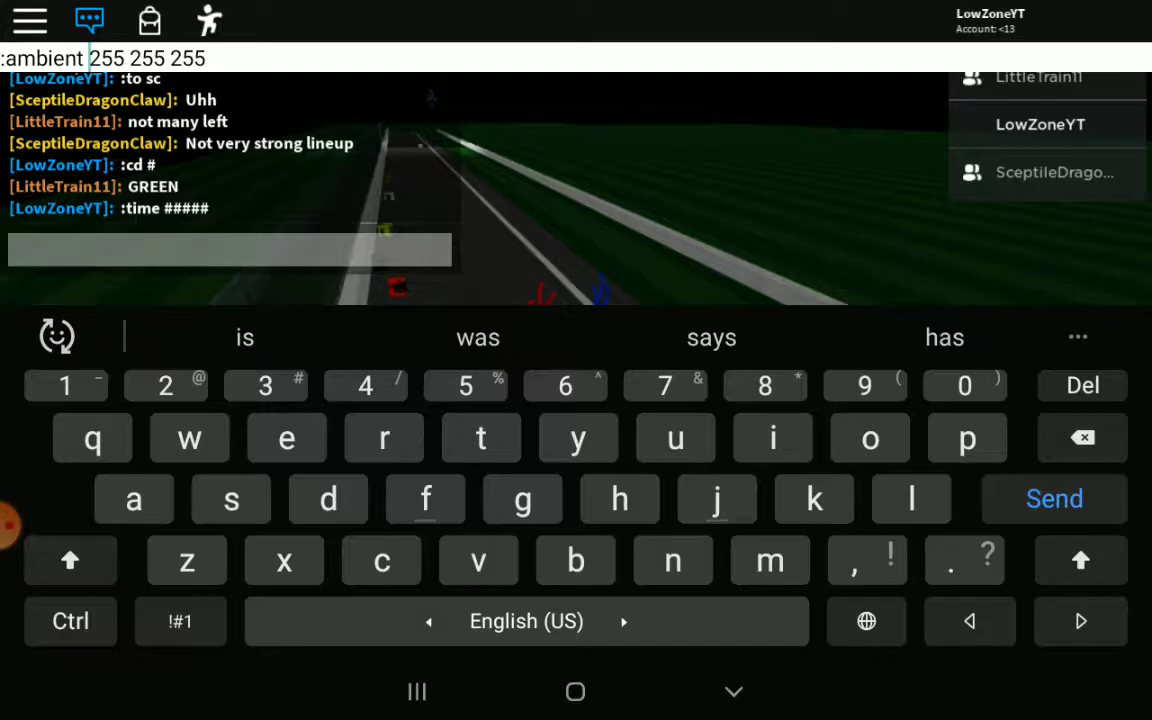 LowZoneYT
Account: <13
:ambient 255 255 255
[LowZoneYT]: :to sc
[SceptileDragonClaw]: Uhh
[LittleTrain11]: not many left
[SceptileDragonClaw]: Not very strong lineup
[LowZoneYT]: :cd #
[LittleTrain11]: GREEN
[LowZoneYT]: :time #####
LittleTrain11
LowZoneYT
SceptileDrago...
is was says has ...
1 - 2 @ 3 # 4 / 5 % 6 ^ 7 & 8 * 9 ( 0 ) Del
q w e r t y u i o p
a s d f g h j k l Send
z x c v b n m , ! . ?
Ctrl !#1 English (US)